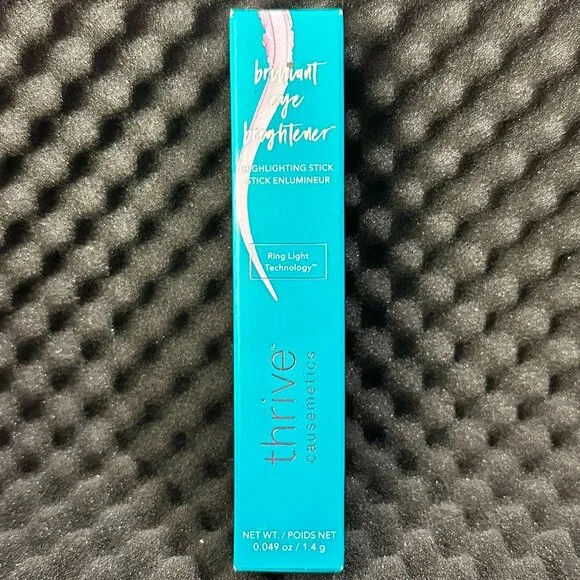 brilliant
eye
brightener™
HIGHLIGHTING STICK
STICK ENLUMINEUR
Ring Light
Technology™
thrive™
causemetics
NET WT. / POIDS NET
0.049 oz / 1.4 g